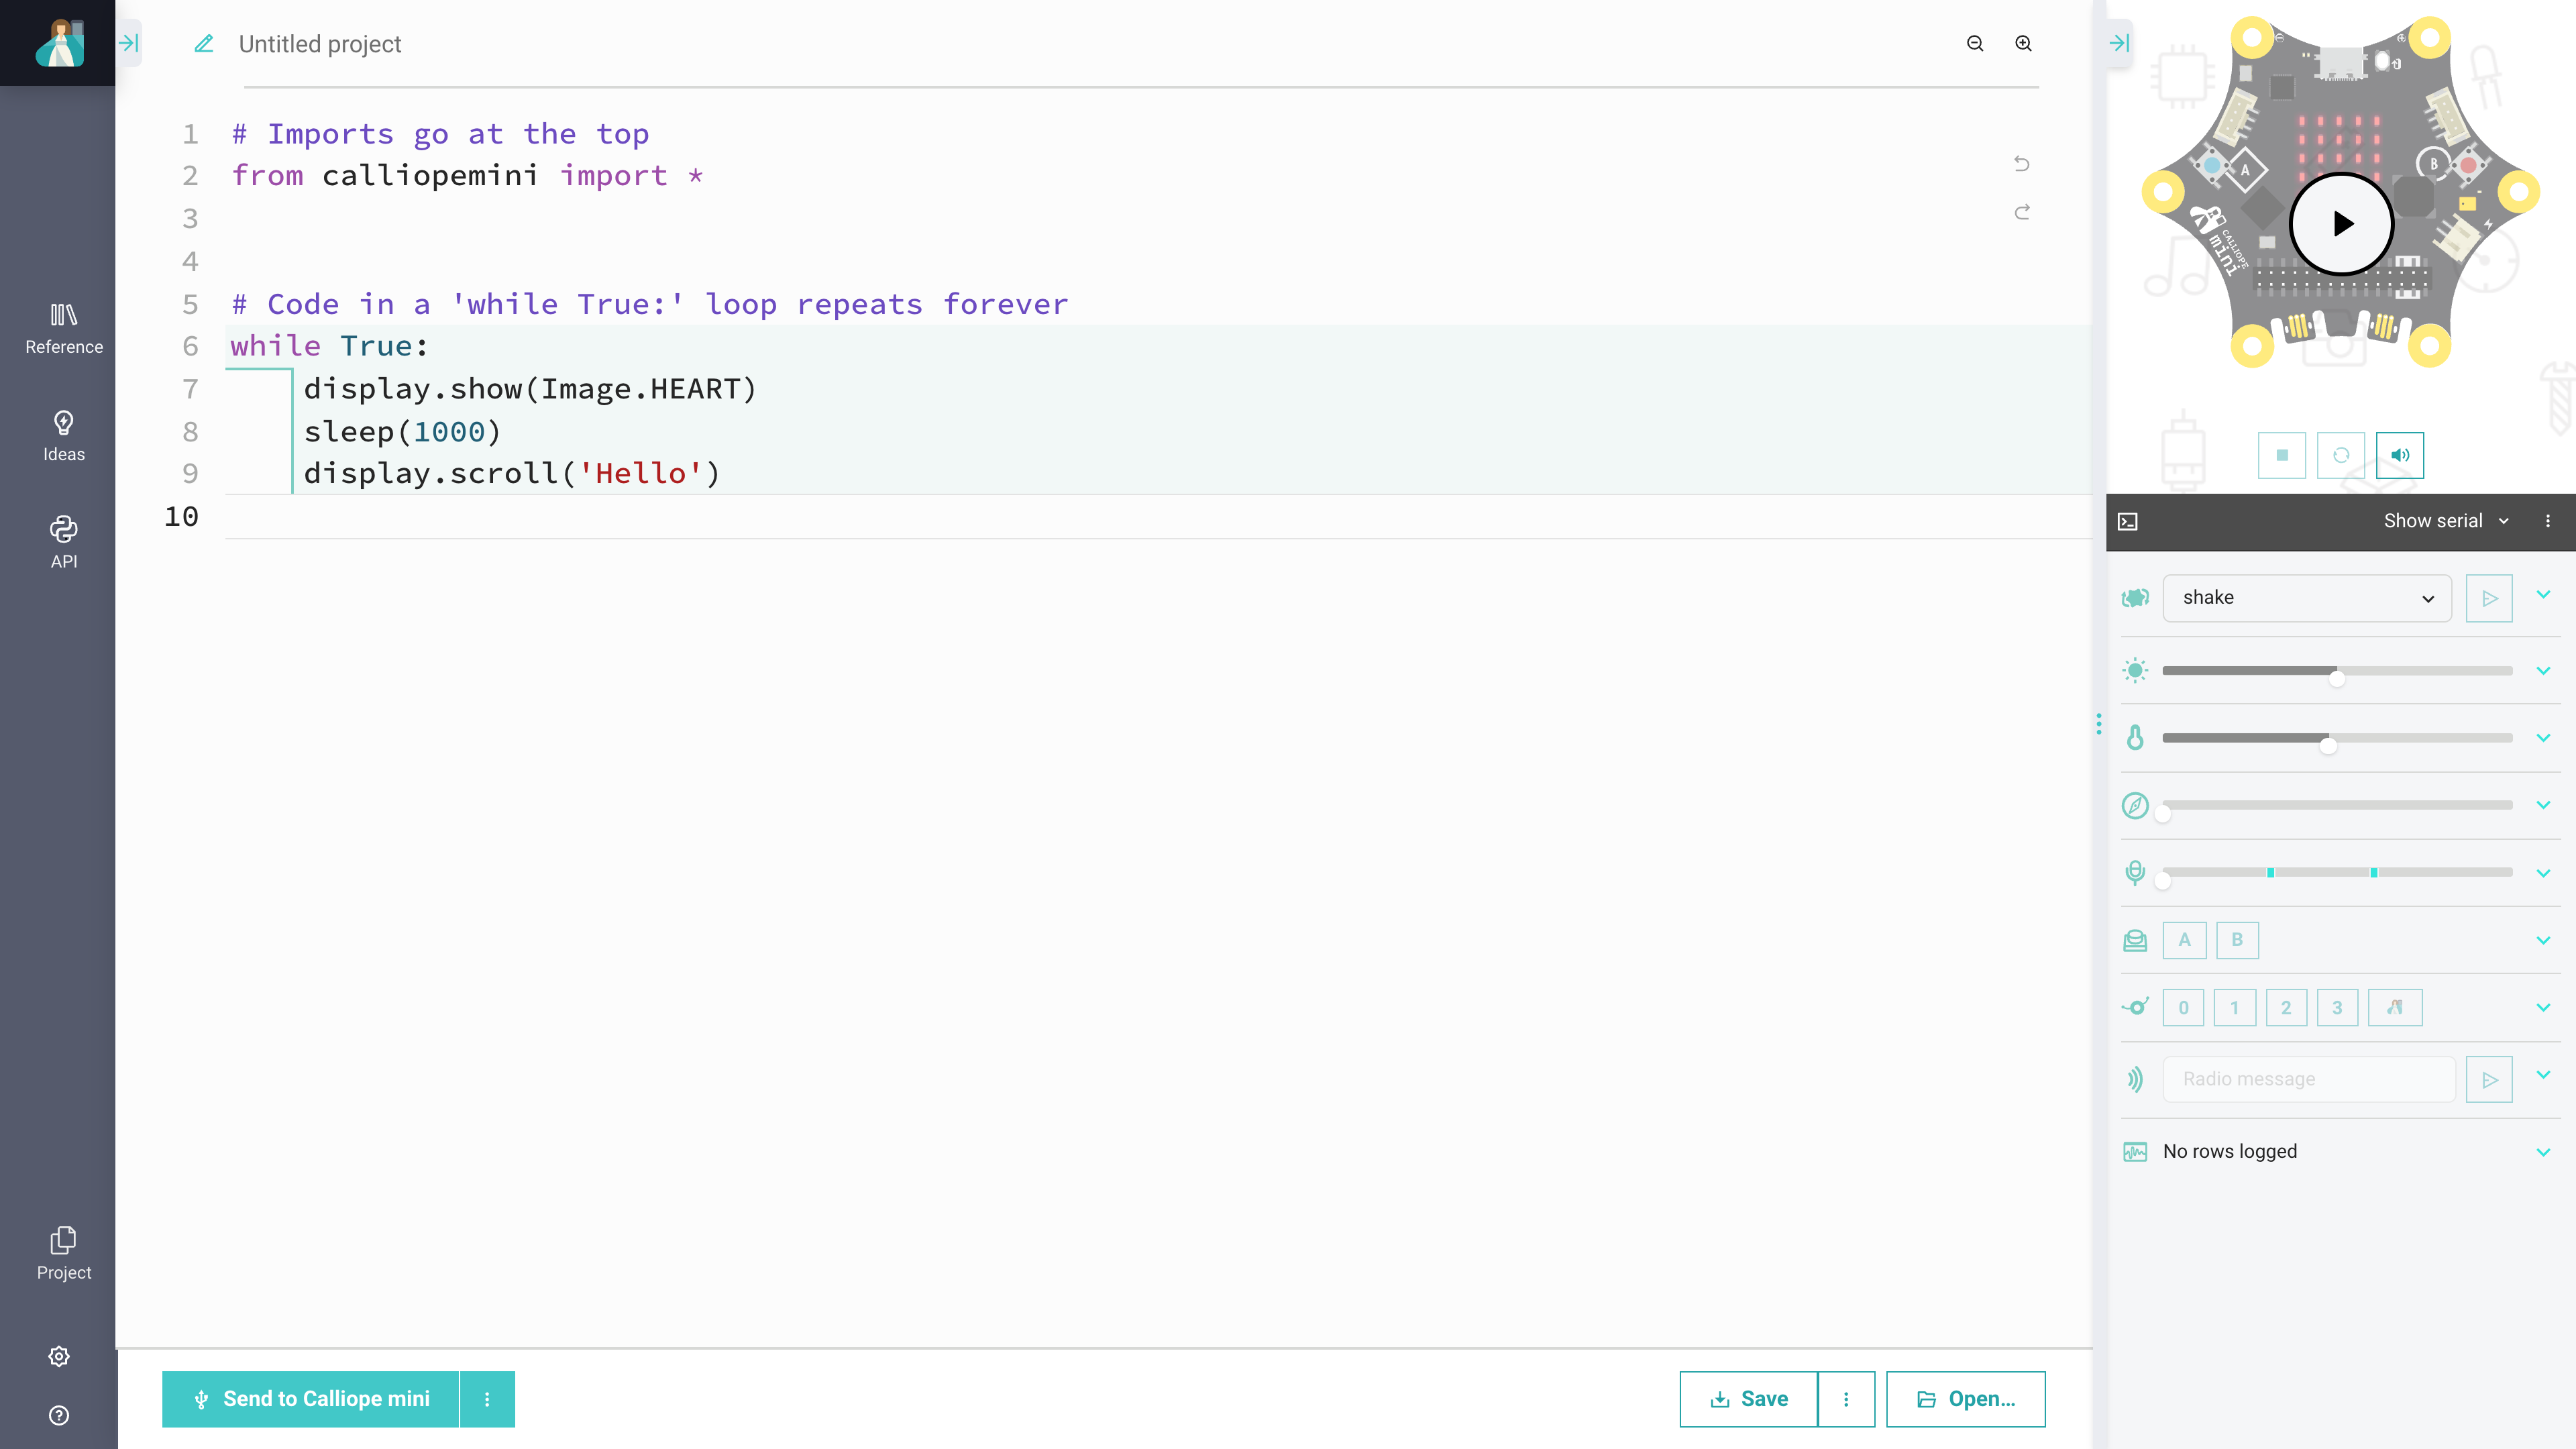 Untitled project
Reference
Ideas
API
Project
1 # Imports go at the top
2 from calliopemini import *
3
4
5 # Code in a 'while True:' loop repeats forever
6 while True:
7 display.show(Image.HEART)
8 sleep(1000)
9 display.scroll('Hello')
10
Send to Calliope mini
Save
Open...
A
B
CALLIOPE
mini
Show serial
shake
A B
0 1 2 3
Radio message
No rows logged